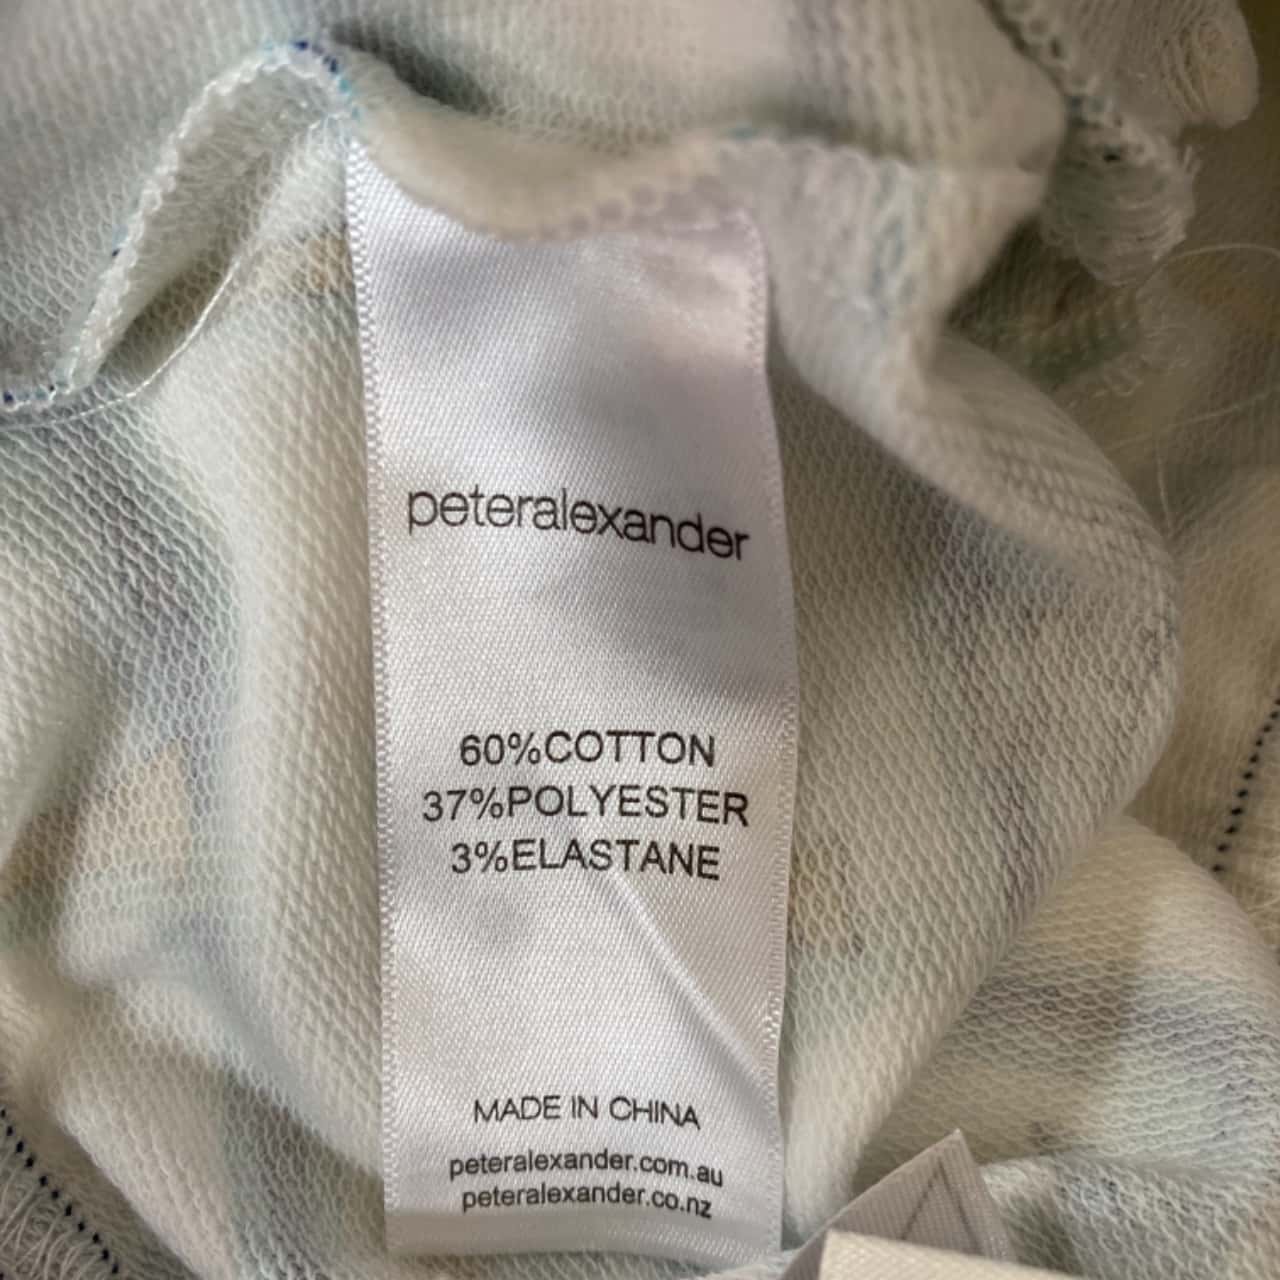 peteralexander
60%COTTON
37%POLYESTER
3%ELASTANE
MADE IN CHINA
peteralexander.com.au
peteralexander.co.nz